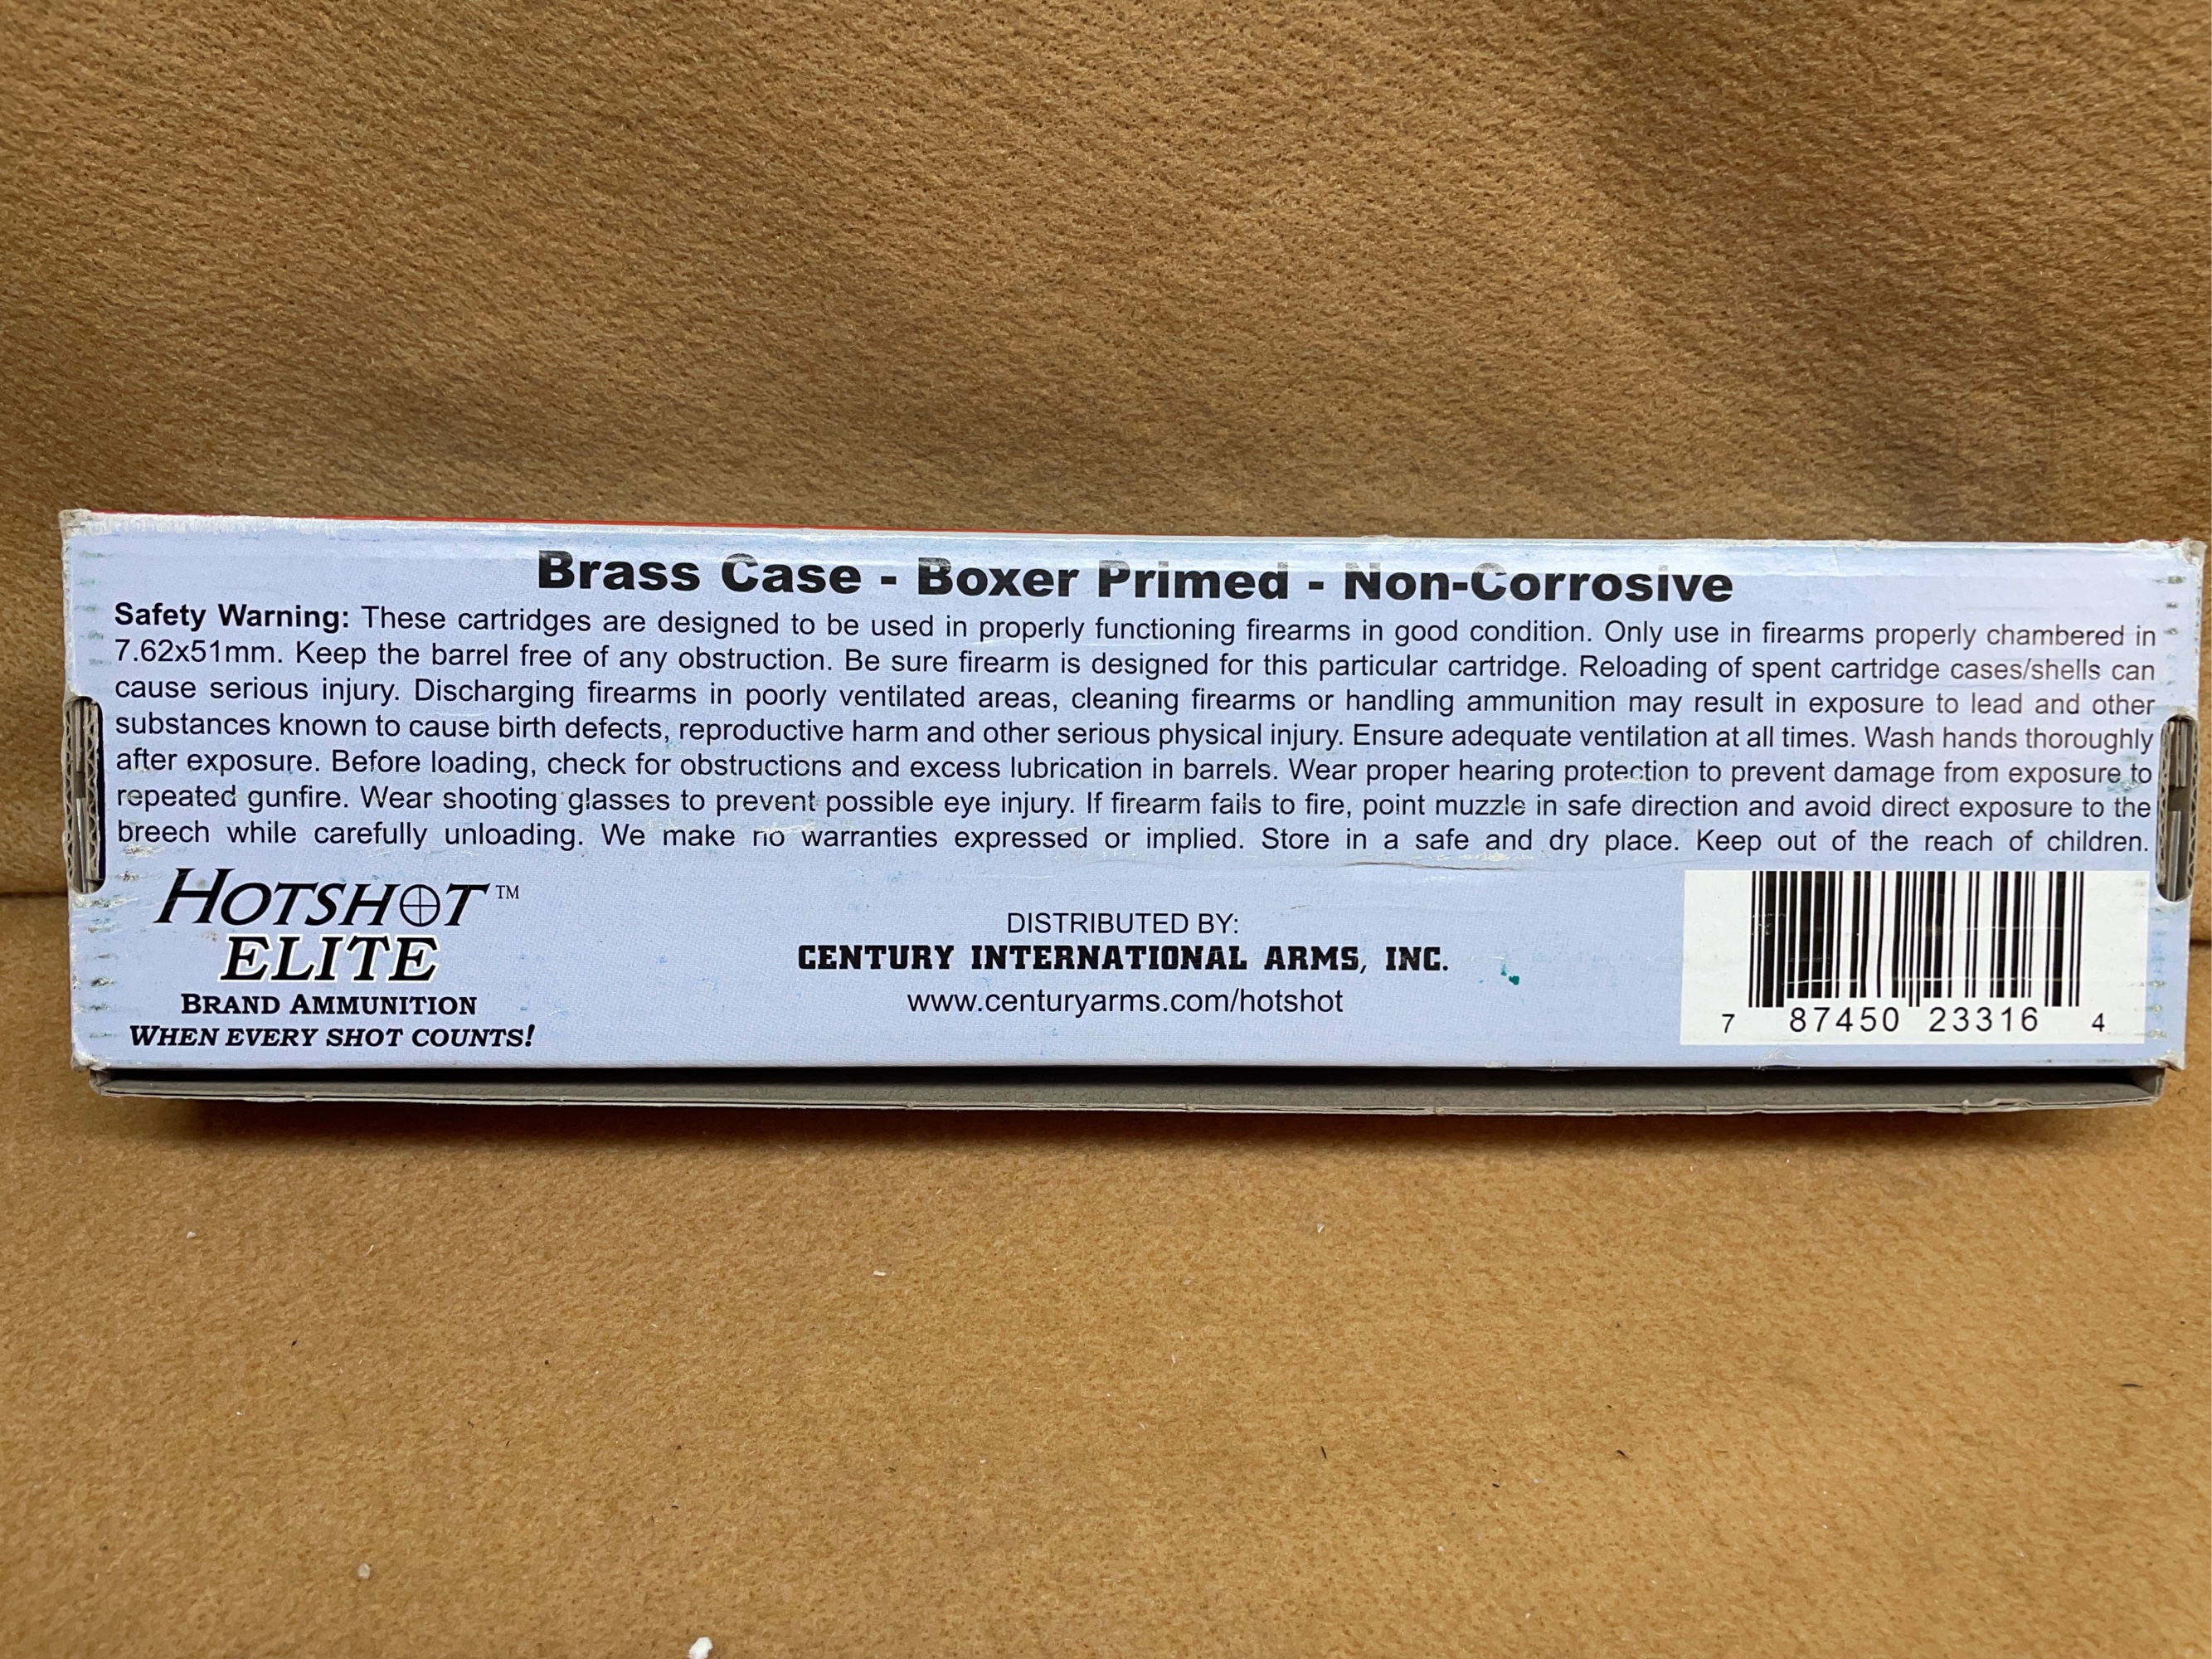 Brass Case - Boxer Primed - Non-Corrosive
Safety Warning: These cartridges are designed to be used in properly functioning firearms in good condition. Only use in firearms properly chambered in
7.62x51mm. Keep the barrel free of any obstruction. Be sure firearm is designed for this particular cartridge. Reloading of spent cartridge cases/shells can
cause serious injury. Discharging firearms in poorly ventilated areas, cleaning firearms or handling ammunition may result in exposure to lead and other
substances known to cause birth defects, reproductive harm and other serious physical injury. Ensure adequate ventilation at all times. Wash hands thoroughly
after exposure. Before loading, check for obstructions and excess lubrication in barrels. Wear proper hearing protection to prevent damage from exposure to
repeated gunfire. Wear shooting glasses to prevent possible eye injury. If firearm fails to fire, point muzzle in safe direction and avoid direct exposure to the
breech while carefully unloading. We make no warranties expressed or implied. Store in a safe and dry place. Keep out of the reach of children.
HOTSHOT™
ELITE
BRAND AMMUNITION
WHEN EVERY SHOT COUNTS!
DISTRIBUTED BY:
CENTURY INTERNATIONAL ARMS, INC.
www.centuryarms.com/hotshot
7 87450 23316 4